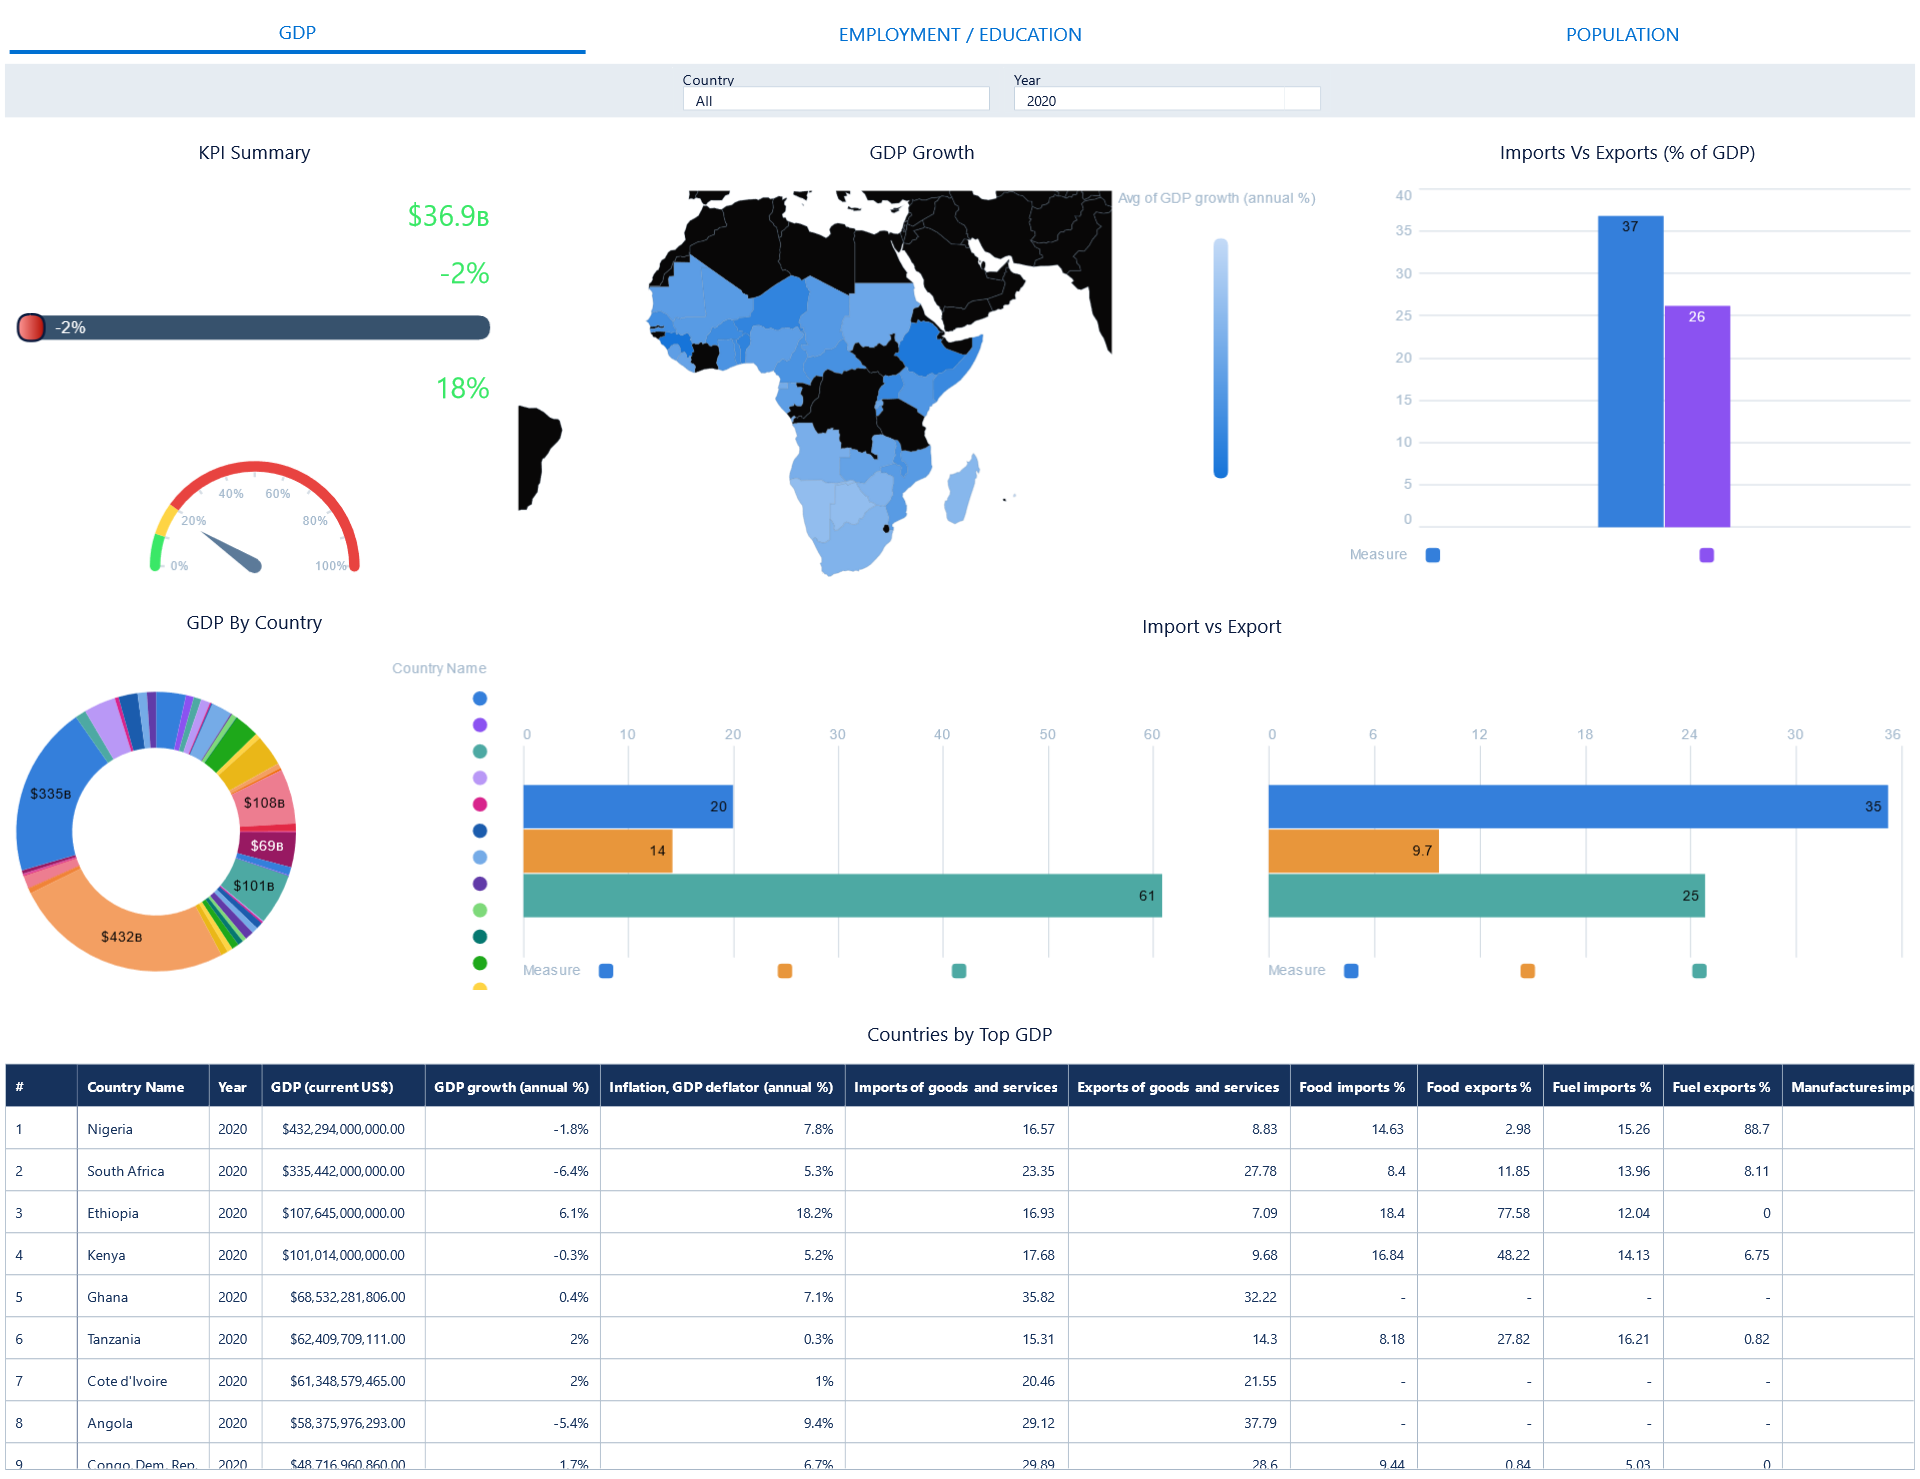 GDP
EMPLOYMENT / EDUCATION
POPULATION
Country
Year
All
2020
KPI Summary
GDP Growth
Imports Vs Exports (% of GDP)
$36.9B
-2%
-2%
18%
0%
20%
40%
60%
80%
100%
Avg of GDP growth (annual %)
40
35
30
25
20
15
10
5
0
37
26
Measure
GDP By Country
Import vs Export
Country Name
$335B
$108B
$69B
$101B
$432B
0 10 20 30 40 50 60
20
14
61
Measure
0 6 12 18 24 30 36
35
9.7
25
Measure
Countries by Top GDP
# Country Name Year GDP (current US$) GDP growth (annual %) Inflation, GDP deflator (annual %) Imports of goods and services Exports of goods and services Food imports % Food exports % Fuel imports % Fuel exports % Manufactures impo
1 Nigeria 2020 $432,294,000,000.00 -1.8% 7.8% 16.57 8.83 14.63 2.98 15.26 88.7
2 South Africa 2020 $335,442,000,000.00 -6.4% 5.3% 23.35 27.78 8.4 11.85 13.96 8.11
3 Ethiopia 2020 $107,645,000,000.00 6.1% 18.2% 16.93 7.09 18.4 77.58 12.04 0
4 Kenya 2020 $101,014,000,000.00 -0.3% 5.2% 17.68 9.68 16.84 48.22 14.13 6.75
5 Ghana 2020 $68,532,281,806.00 0.4% 7.1% 35.82 32.22 - - - -
6 Tanzania 2020 $62,409,709,111.00 2% 0.3% 15.31 14.3 8.18 27.82 16.21 0.82
7 Cote d'Ivoire 2020 $61,348,579,465.00 2% 1% 20.46 21.55 - - - -
8 Angola 2020 $58,375,976,293.00 -5.4% 9.4% 29.12 37.79 - - - -
9 Congo, Dem. Rep. 2020 $48,716,960,860.00 1.7% 6.7% 29.89 28.6 9.44 0.84 5.03 0